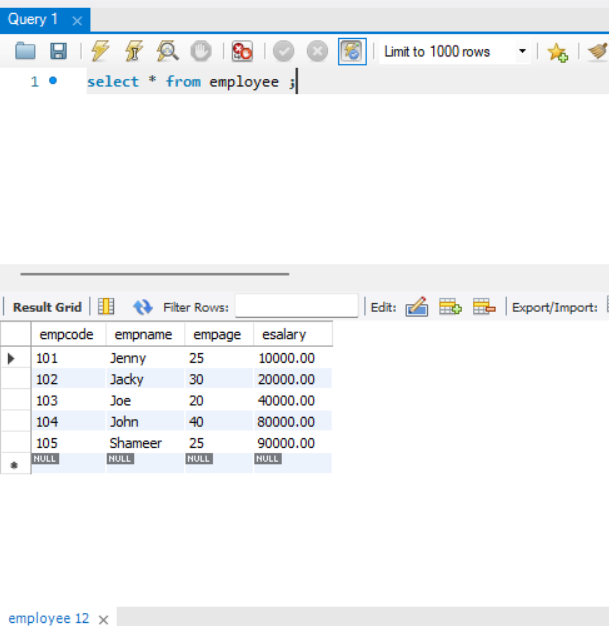 Query 1
Limit to 1000 rows
1 select * from employee ;
Result Grid Filter Rows: Edit: Export/Import:
empcode empname empage esalary
101 Jenny 25 10000.00
102 Jacky 30 20000.00
103 Joe 20 40000.00
104 John 40 80000.00
105 Shameer 25 90000.00
NULL NULL NULL NULL
employee 12